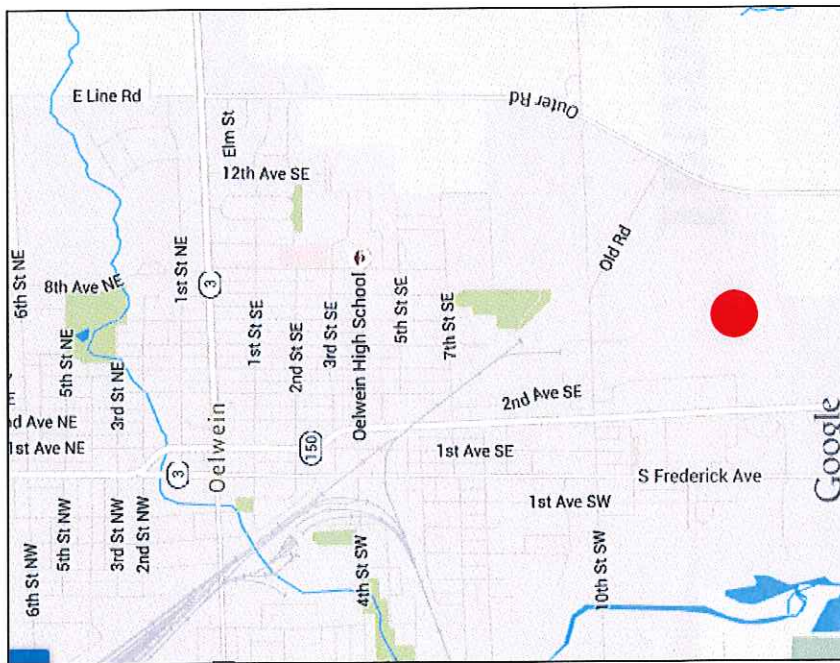 E Line Rd
Elm St
Outer Rd
12th Ave SE
6th St NE
8th Ave NE
1st St NE
3
Old Rd
5th St NE
3rd St NE
1st St SE
2nd St SE
3rd St SE
Oelwein High School
5th St SE
7th St SE
nd Ave NE
1st Ave NE
Oelwein
150
2nd Ave SE
1st Ave SE
3
S Frederick Ave
Google
6th St NW
5th St NW
3rd St NW
2nd St NW
1st Ave SW
4th St SW
10th St SW